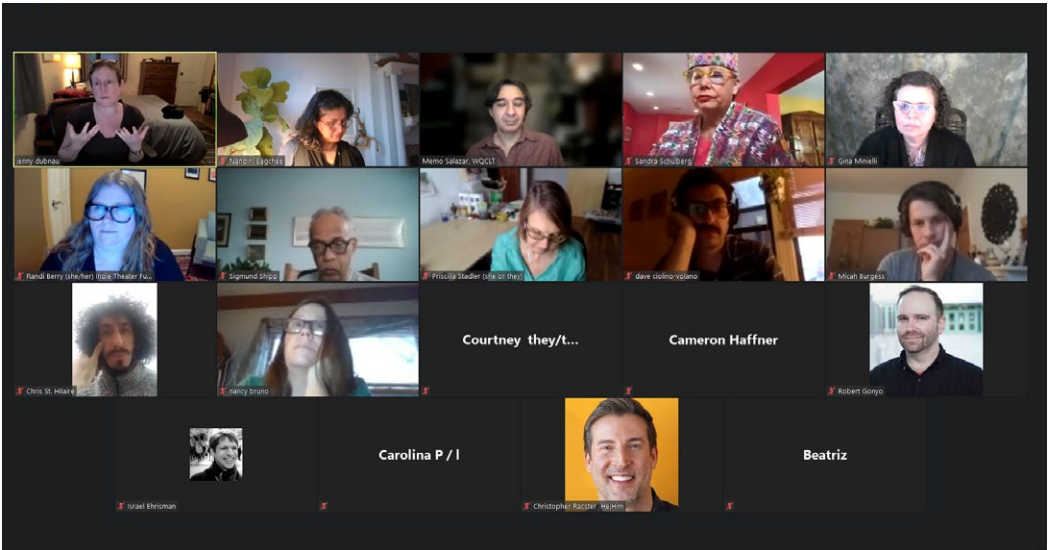 jenny dubnau
Nandini Bagchee
Memo Salazar, WQCLT
Sandra Schulberg
Gina Minielli
Randi Berry (she/her) Indie Theater Fu...
Sigmund Shipp
Priscilla Stadler (she or they)
dave ciolino-volano
Micah Burgess
Chris St. Hilaire
nancy bruno
Courtney they/t...
Cameron Haffner
Robert Gonyo
Israel Ehrisman
Carolina P / I
Christopher Racster He|Him
Beatriz